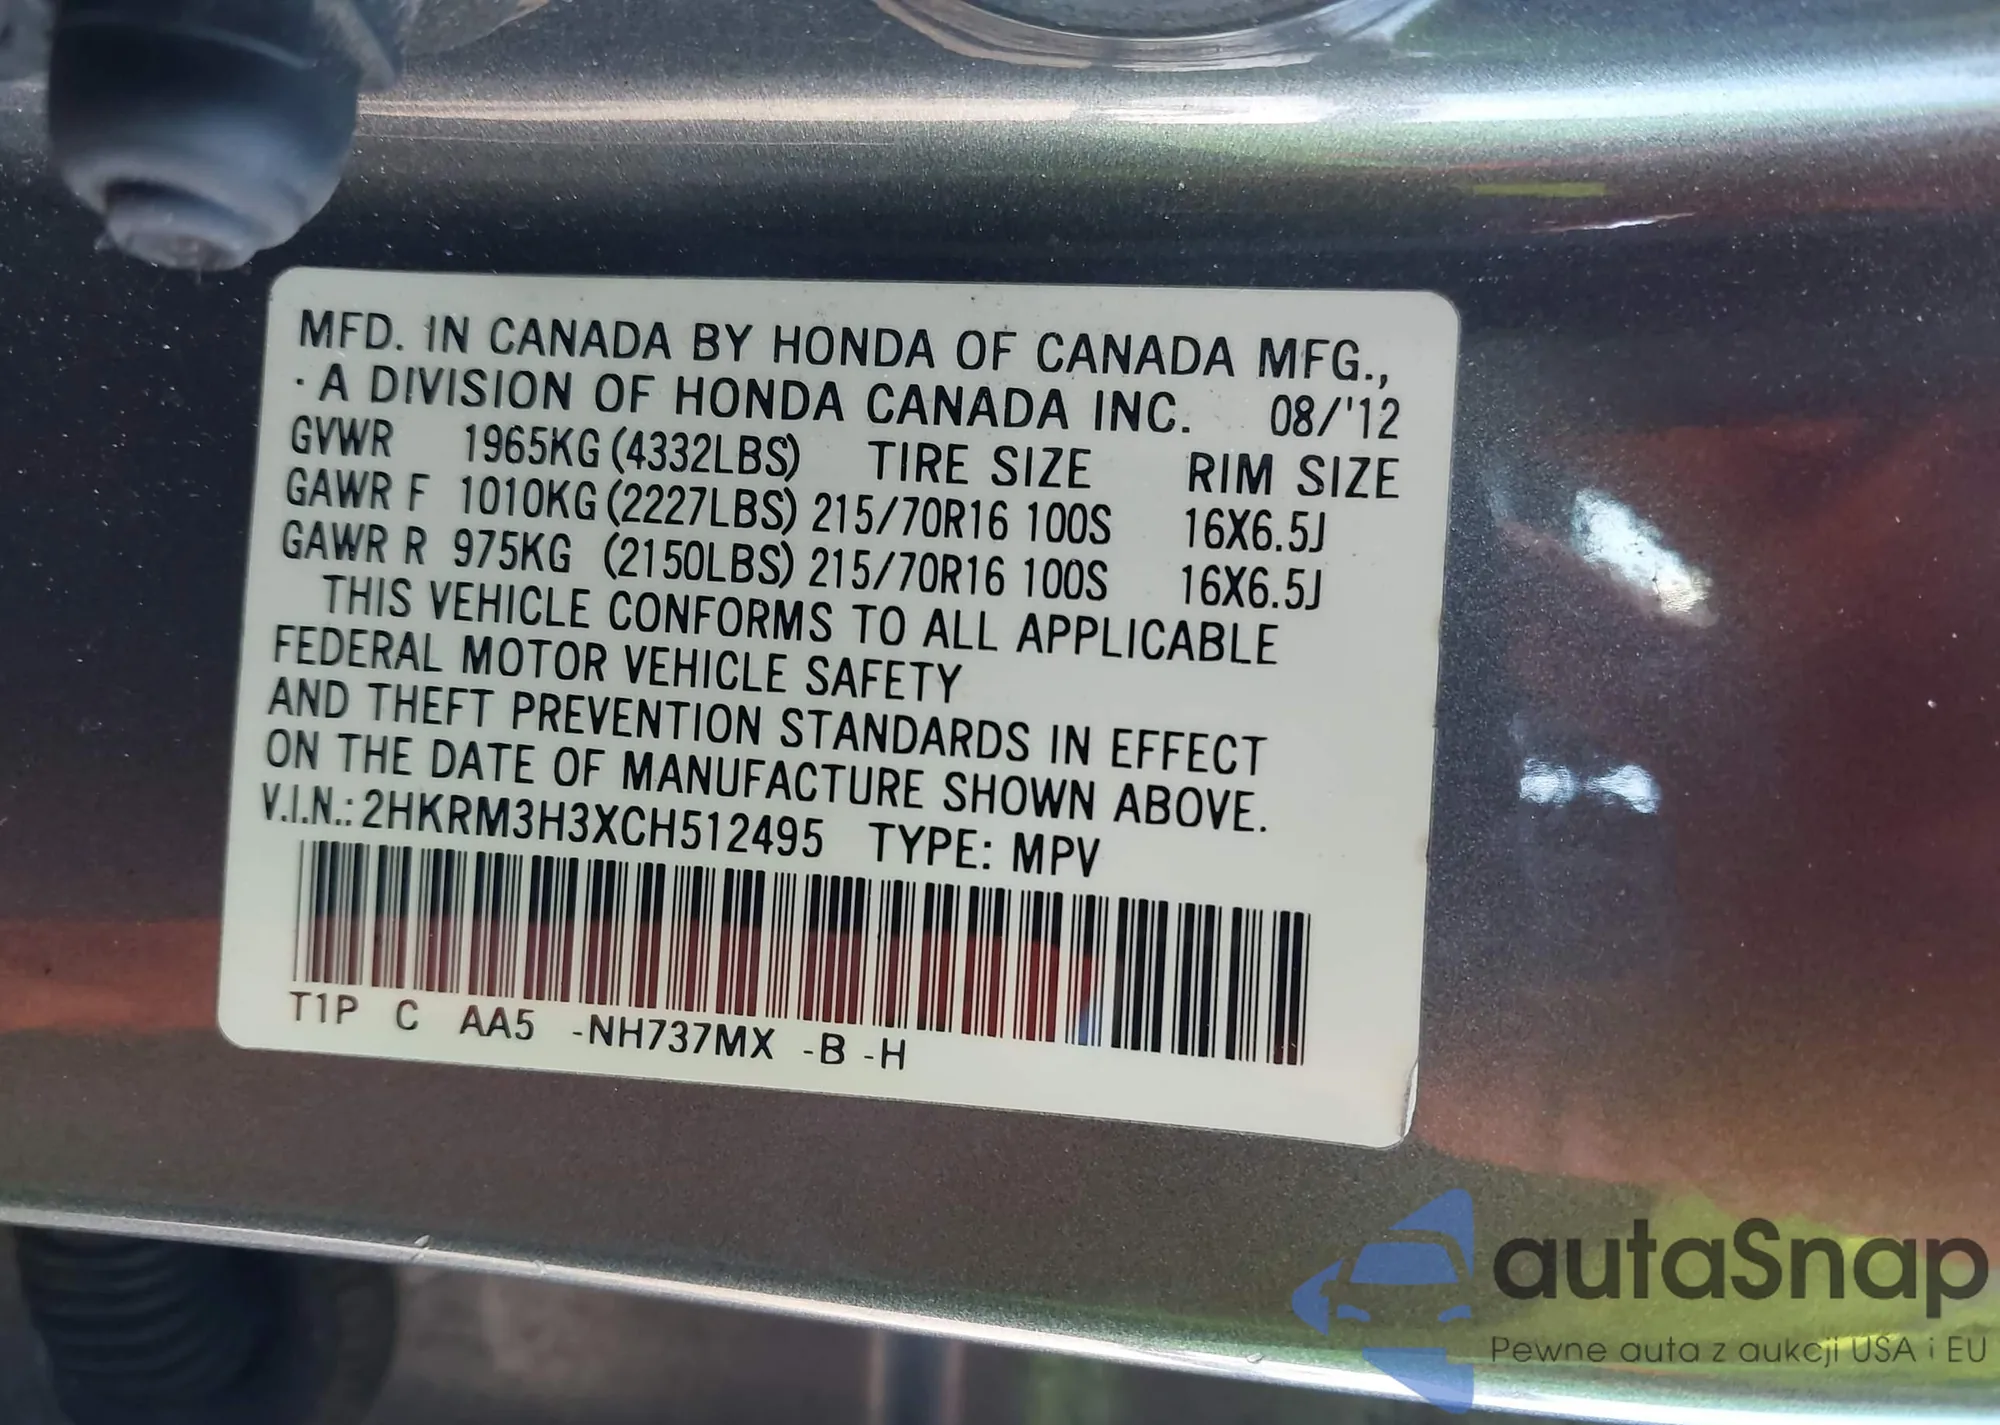 MFD. IN CANADA BY HONDA OF CANADA MFG.,
· A DIVISION OF HONDA CANADA INC. 08/'12
GVWR 1965KG (4332LBS) TIRE SIZE RIM SIZE
GAWR F 1010KG (2227LBS) 215/70R16 100S 16X6.5J
GAWR R 975KG (2150LBS) 215/70R16 100S 16X6.5J
THIS VEHICLE CONFORMS TO ALL APPLICABLE
FEDERAL MOTOR VEHICLE SAFETY
AND THEFT PREVENTION STANDARDS IN EFFECT
ON THE DATE OF MANUFACTURE SHOWN ABOVE.
V.I.N.: 2HKRM3H3XCH512495 TYPE: MPV
T1P C AA5 -NH737MX -B -H
autaSnap
Pewne auta z aukcji USA i EU